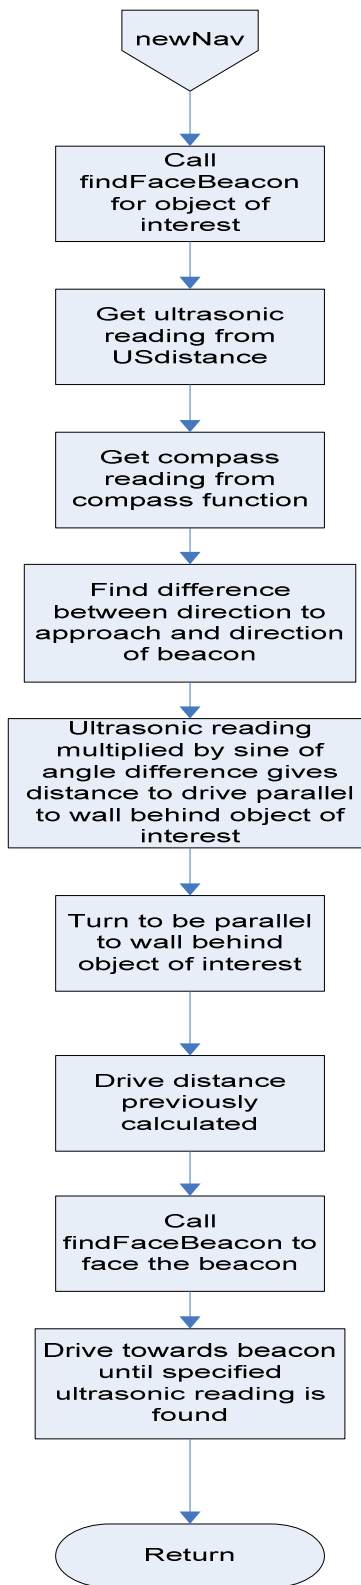 newNav
Call
findFaceBeacon
for object of
interest
Get ultrasonic
reading from
USdistance
Get compass
reading from
compass function
Find difference
between direction to
approach and direction
of beacon
Ultrasonic reading
multiplied by sine of
angle difference gives
distance to drive parallel
to wall behind object of
interest
Turn to be parallel
to wall behind
object of interest
Drive distance
previously
calculated
Call
findFaceBeacon to
face the beacon
Drive towards beacon
until specified
ultrasonic reading is
found
Return